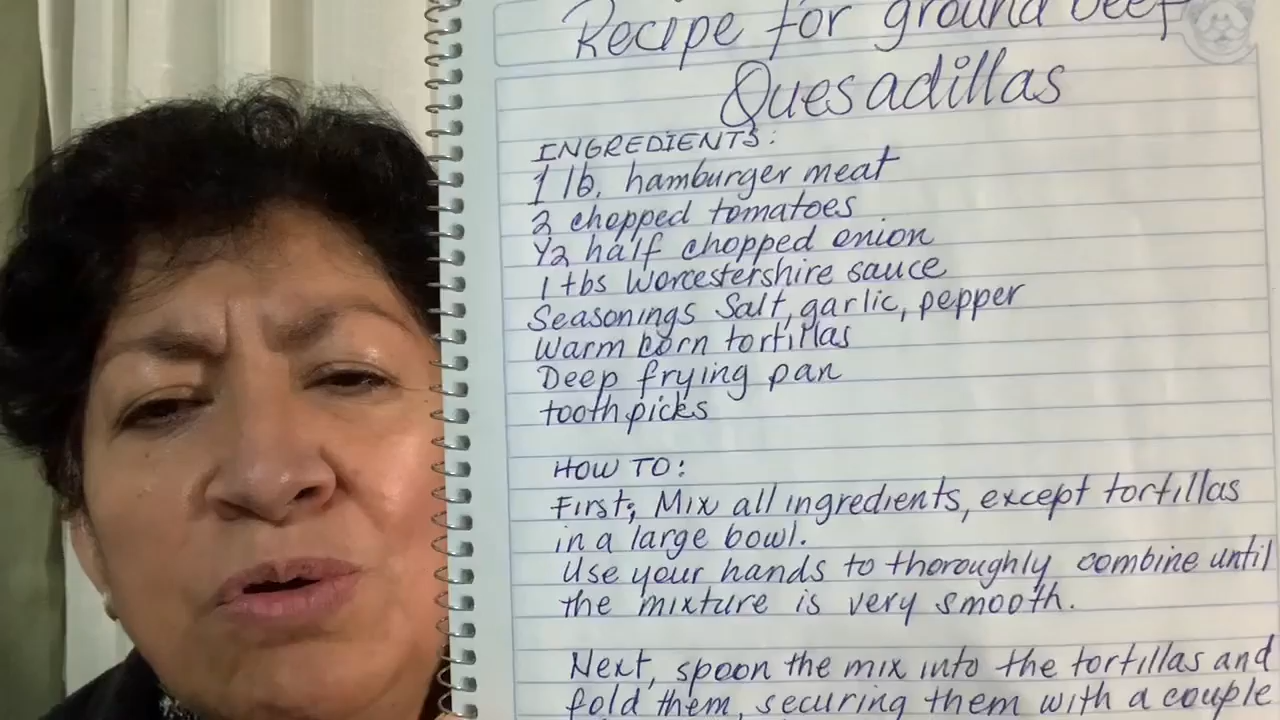 Recipe for ground beef
Quesadillas
INGREDIENTS:
1 lb. hamburger meat
2 chopped tomatoes
1/2 half chopped onion
1 tbs Worcestershire sauce
Seasonings Salt, garlic, pepper
Warm corn tortillas
Deep frying pan
toothpicks
HOW TO:
First; Mix all ingredients, except tortillas
in a large bowl.
Use your hands to thoroughly combine until
the mixture is very smooth.
Next, spoon the mix into the tortillas and
fold them, securing them with a couple